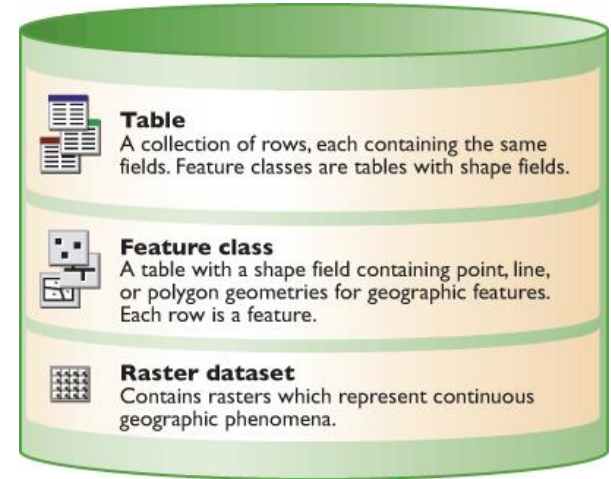 Table
A collection of rows, each containing the same
fields. Feature classes are tables with shape fields.
Feature class
A table with a shape field containing point, line,
or polygon geometries for geographic features.
Each row is a feature.
Raster dataset
Contains rasters which represent continuous
geographic phenomena.